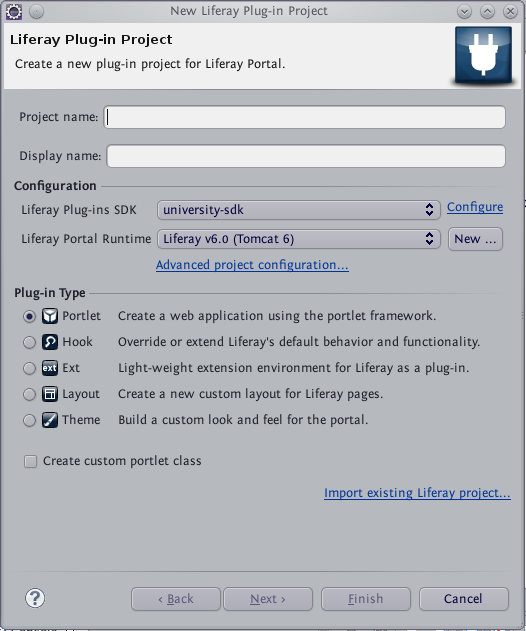 New Liferay Plug-in Project
Liferay Plug-in Project
Create a new plug-in project for Liferay Portal.
Project name:
Display name:
Configuration
Liferay Plug-ins SDK university-sdk Configure
Liferay Portal Runtime Liferay v6.0 (Tomcat 6) New ...
Advanced project configuration...
Plug-in Type
Portlet Create a web application using the portlet framework.
Hook Override or extend Liferay's default behavior and functionality.
ext Ext Light-weight extension environment for Liferay as a plug-in.
Layout Create a new custom layout for Liferay pages.
Theme Build a custom look and feel for the portal.
Create custom portlet class
Import existing Liferay project...
? < Back Next > Finish Cancel